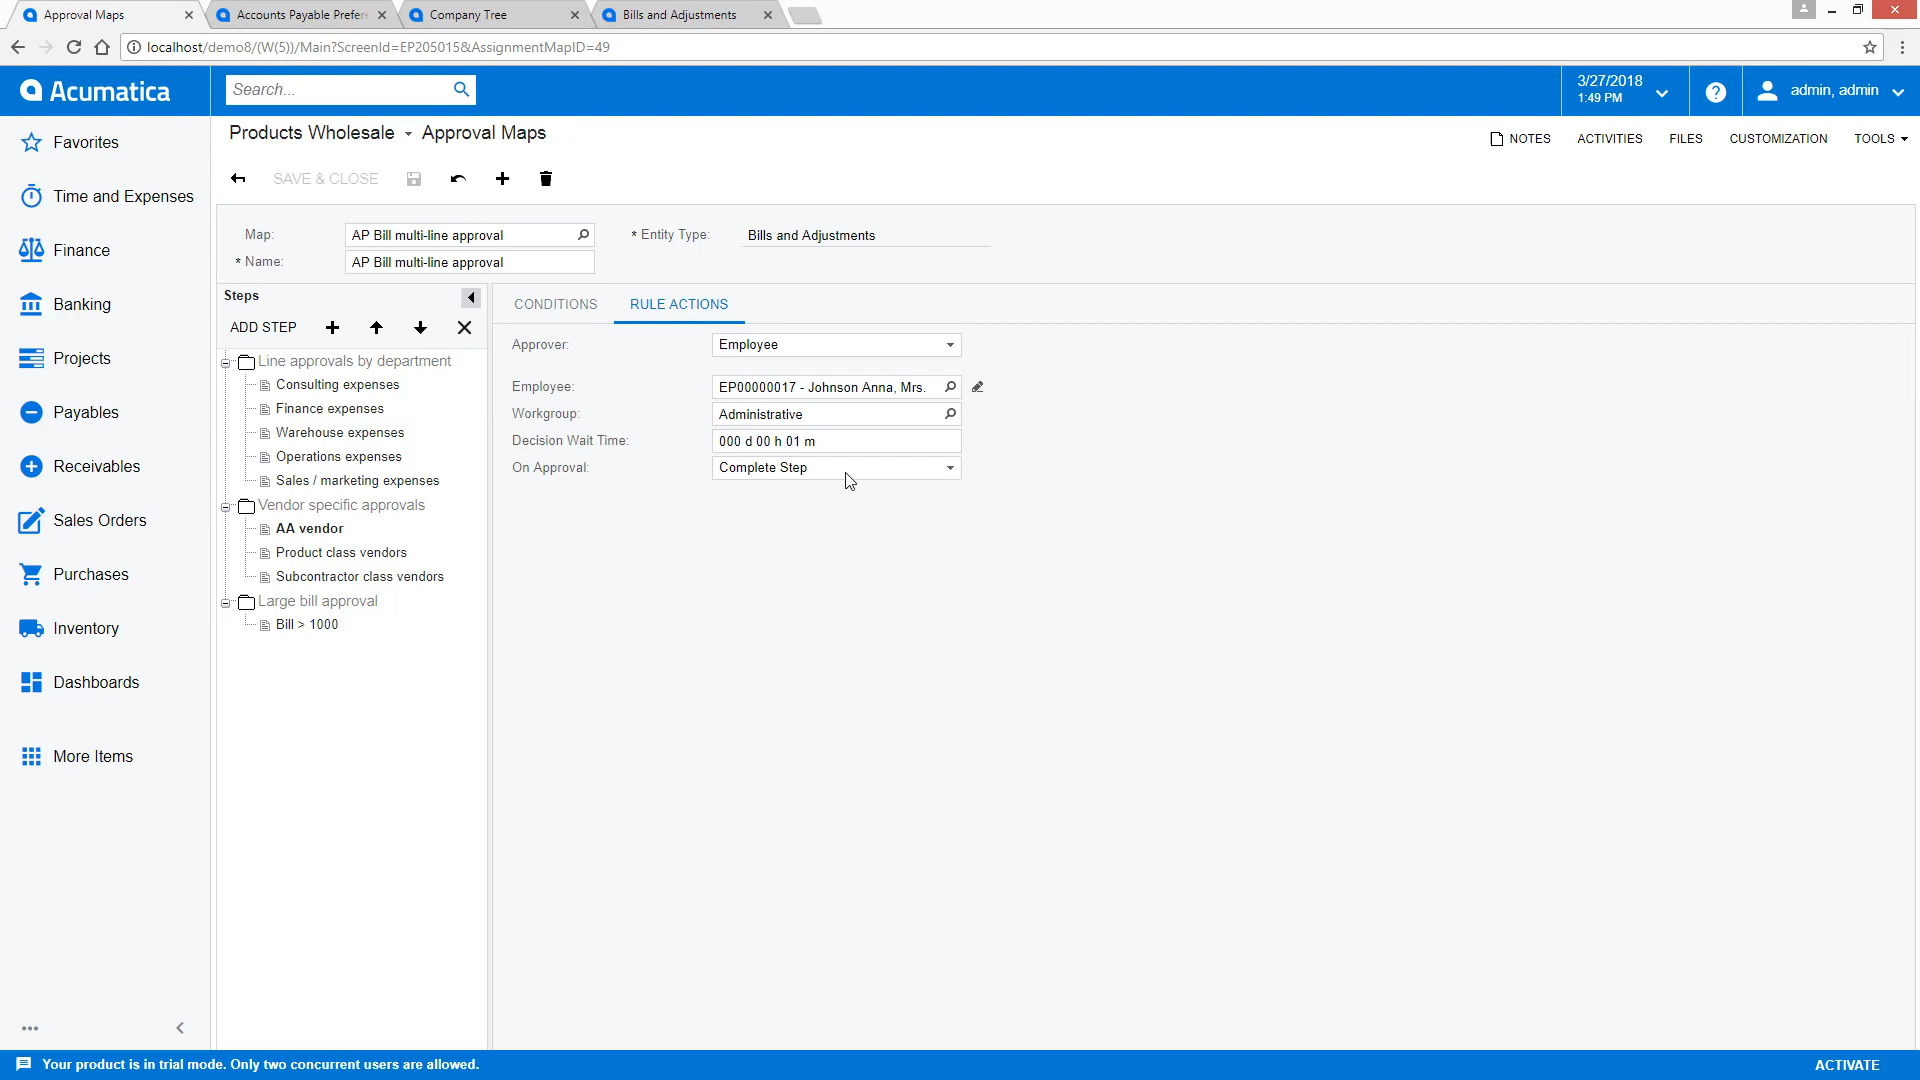 Approval Maps
Accounts Payable Prefer
Company Tree
Bills and Adjustments
localhost/demo8/(W(5))/Main?ScreenId=EP205015&AssignmentMapID=49
Acumatica
Search...
3/27/2018
1:49 PM
?
admin, admin
Favorites
Time and Expenses
Finance
Banking
Projects
Payables
Receivables
Sales Orders
Purchases
Inventory
Dashboards
More Items
Products Wholesale
Approval Maps
NOTES
ACTIVITIES
FILES
CUSTOMIZATION
TOOLS
SAVE & CLOSE
Map:
AP Bill multi-line approval
* Entity Type:
Bills and Adjustments
* Name:
AP Bill multi-line approval
Steps
ADD STEP
Line approvals by department
Consulting expenses
Finance expenses
Warehouse expenses
Operations expenses
Sales / marketing expenses
Vendor specific approvals
AA vendor
Product class vendors
Subcontractor class vendors
Large bill approval
Bill > 1000
CONDITIONS
RULE ACTIONS
Approver:
Employee
Employee:
EP00000017 - Johnson Anna, Mrs.
Workgroup:
Administrative
Decision Wait Time:
000 d 00 h 01 m
On Approval:
Complete Step
Your product is in trial mode. Only two concurrent users are allowed.
ACTIVATE